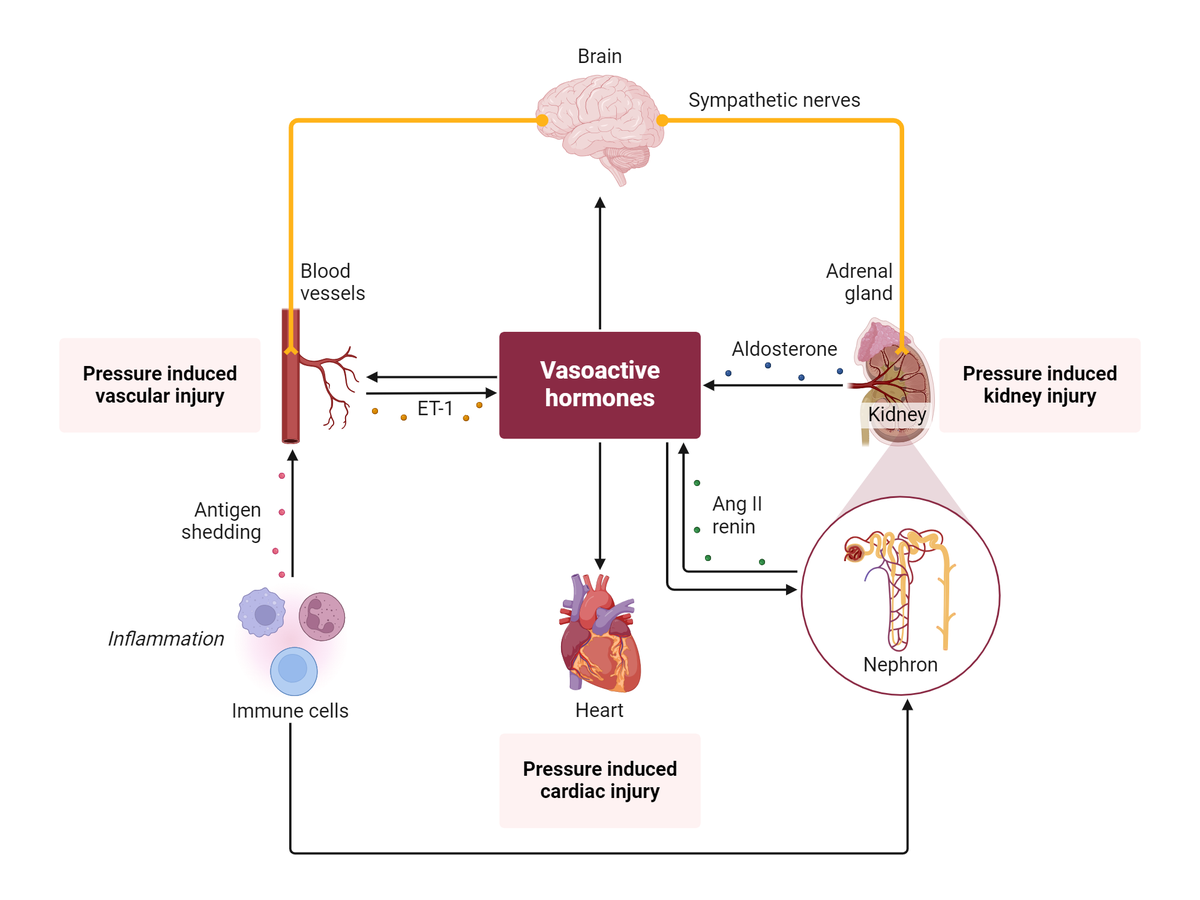 Brain
Sympathetic nerves
Blood
vessels
Adrenal
gland
Pressure induced
vascular injury
ET-1
Vasoactive
hormones
Aldosterone
Kidney
Pressure induced
kidney injury
Antigen
shedding
Ang II
renin
Inflammation
Immune cells
Nephron
Heart
Pressure induced
cardiac injury